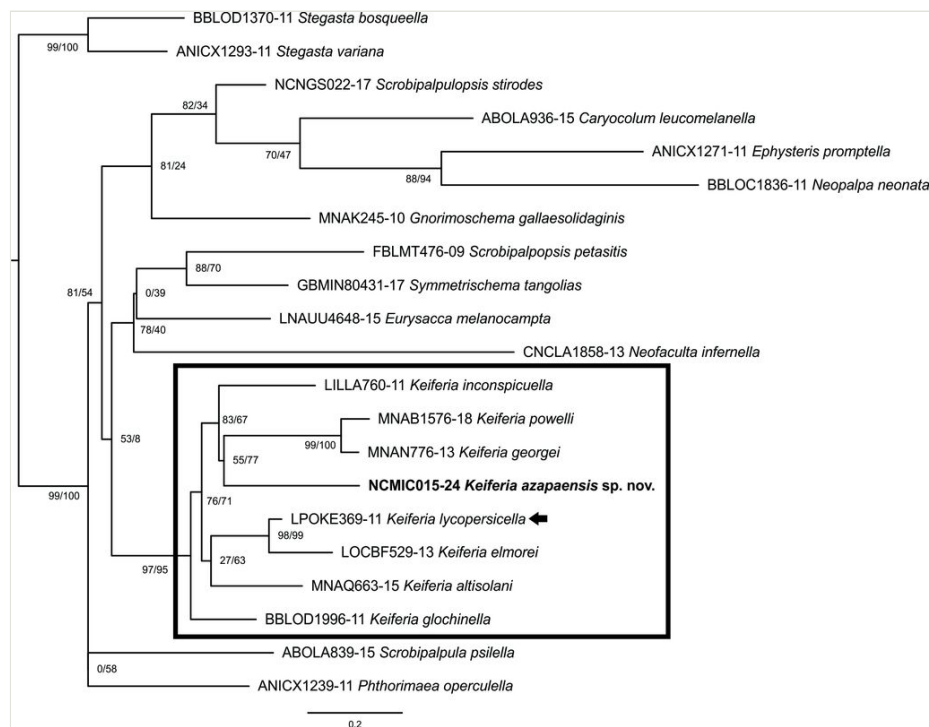 BBLOD1370-11 Stegasta bosqueella
99/100
ANICX1293-11 Stegasta variana
NCNGS022-17 Scrobipalpulopsis stirodes
82/34
ABOLA936-15 Caryocolum leucomelanella
70/47
ANICX1271-11 Ephysteris promptella
81/24
88/94
BBLOC1836-11 Neopalpa neonata
MNAK245-10 Gnorimoschema gallaesolidaginis
FBLMT476-09 Scrobipalpopsis petasitis
88/70
81/54
0/39
GBMIN80431-17 Symmetrischema tangolias
LNAUU4648-15 Eurysacca melanocampta
78/40
CNCLA1858-13 Neofaculta infernella
LILLA760-11 Keiferia inconspicuella
83/67
MNAB1576-18 Keiferia powelli
53/8
99/100
MNAN776-13 Keiferia georgei
55/77
NCMIC015-24 Keiferia azapaensis sp. nov.
99/100
76/71
LPOKE369-11 Keiferia lycopersicella
98/99
LOCBF529-13 Keiferia elmorei
27/63
97/95
MNAQ663-15 Keiferia altisolani
BBLOD1996-11 Keiferia glochinella
ABOLA839-15 Scrobipalpula psilella
0/58
ANICX1239-11 Phthorimaea operculella
0.2